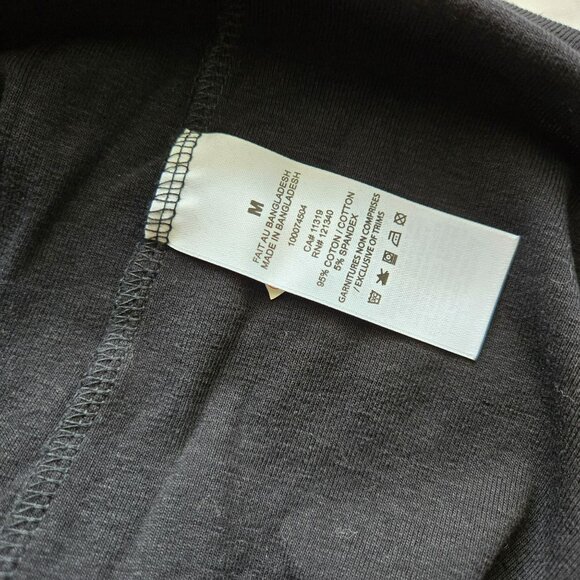 M
FAIT AU BANGLADESH
MADE IN BANGLADESH
100074504
CA# 11319
RN# 121340
95% COTON / COTTON
5% SPANDEX
GARNITURES NON COMPRISES
/ EXCLUSIVE OF TRIMS